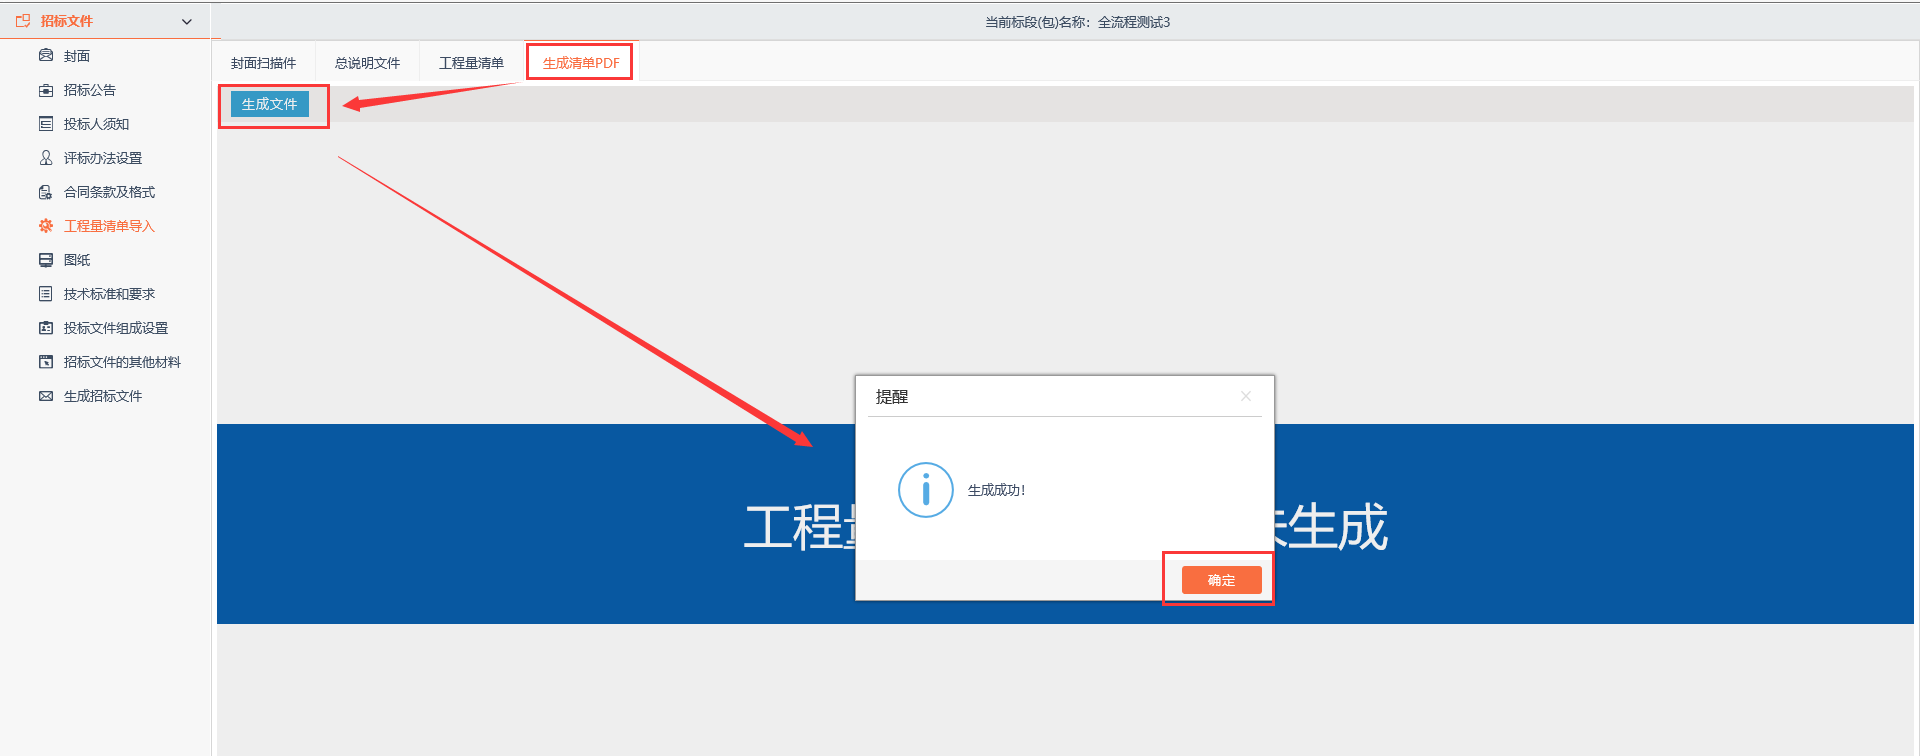 招标文件
当前标段(包)名称：全流程测试3
封面
招标公告
投标人须知
评标办法设置
合同条款及格式
工程量清单导入
图纸
技术标准和要求
投标文件组成设置
招标文件的其他材料
生成招标文件
封面扫描件
总说明文件
工程量清单
生成清单PDF
生成文件
提醒
生成成功！
工程
生成
确定